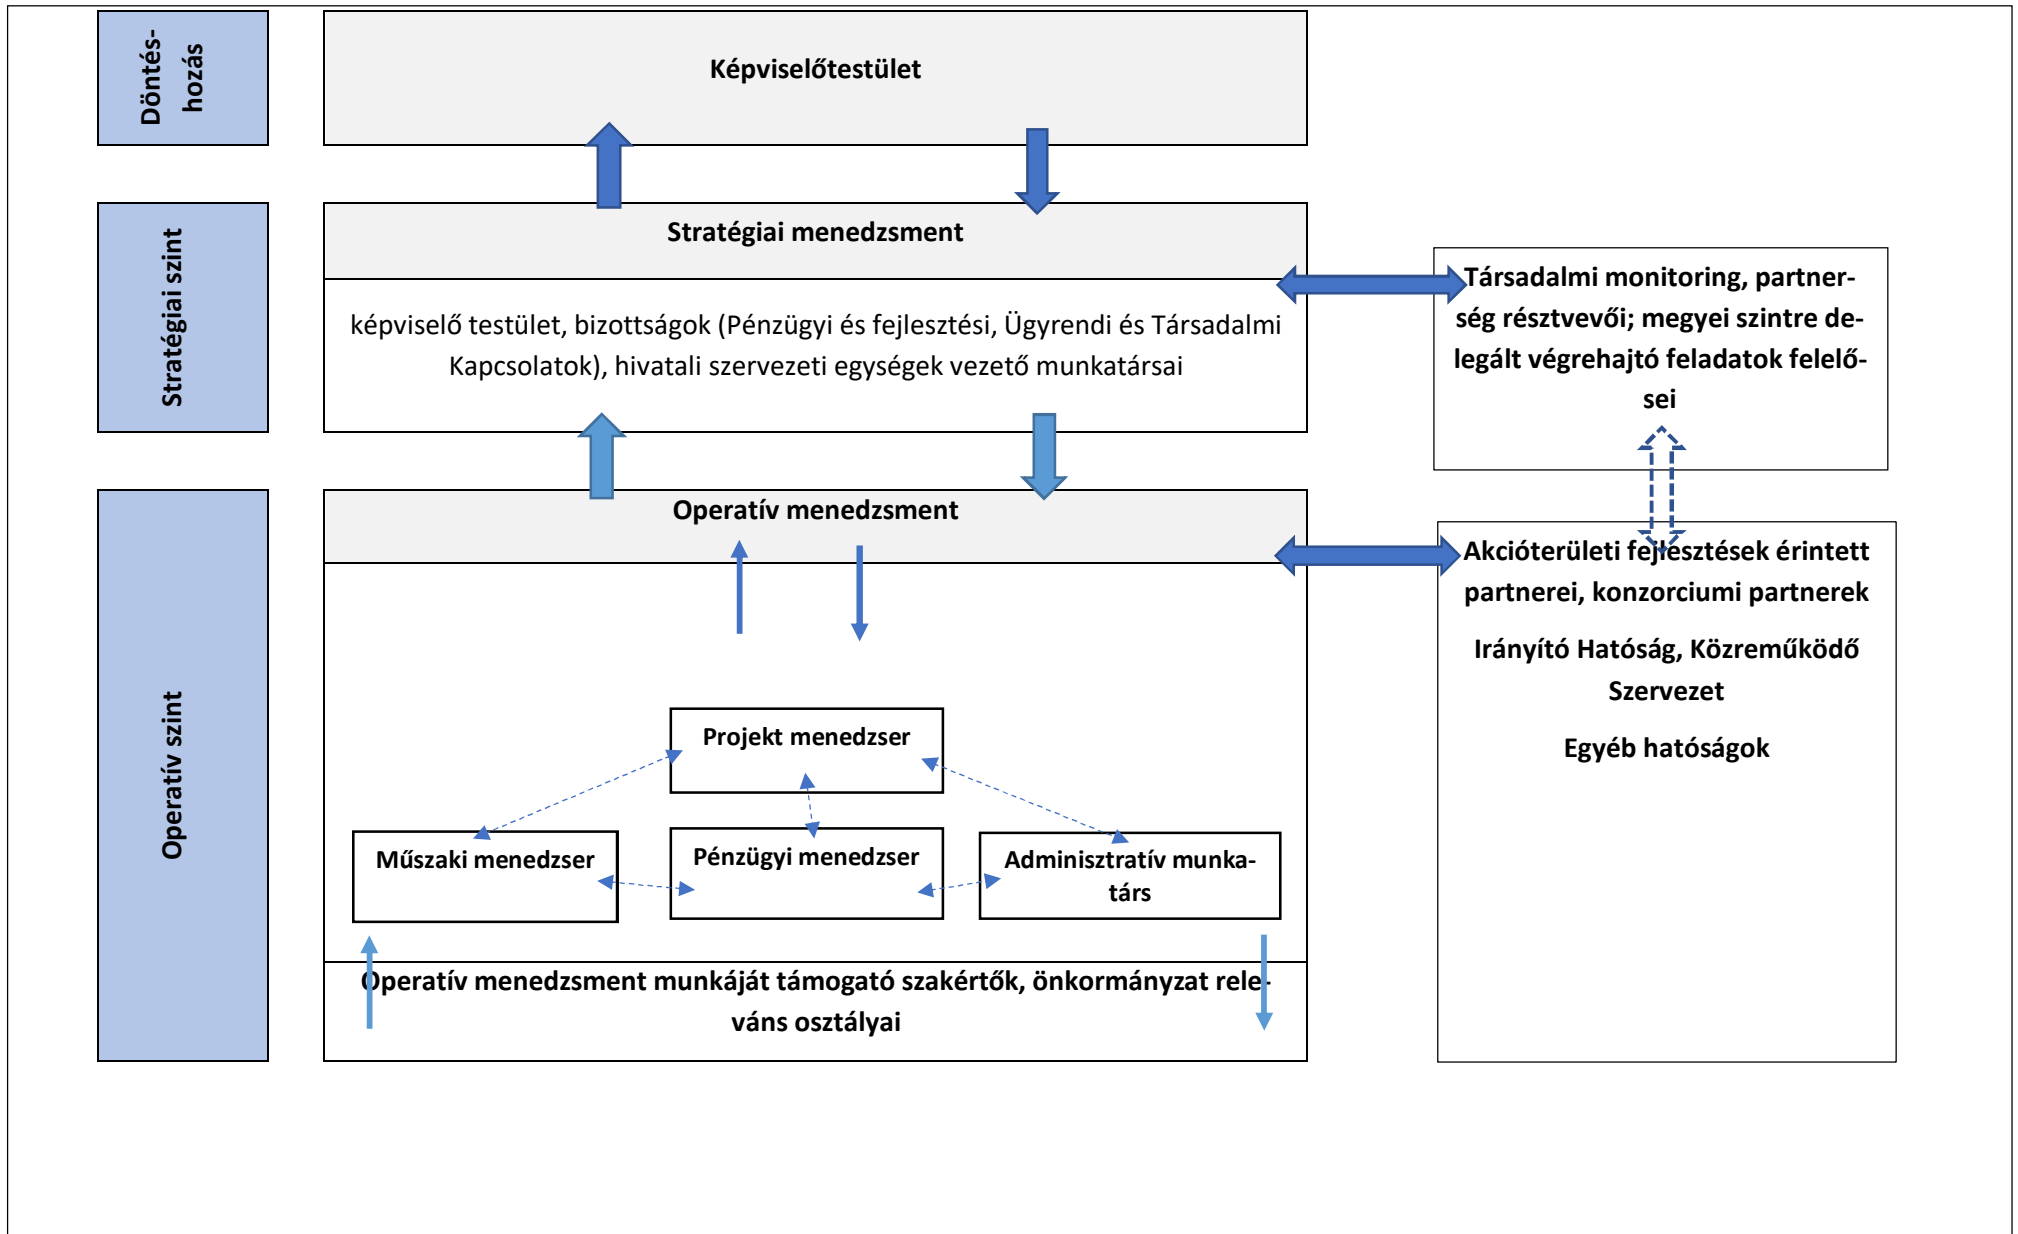 Döntés-
hozás
Képviselőtestület
Stratégiai szint
Stratégiai menedzsment
képviselő testület, bizottságok (Pénzügyi és fejlesztési, Ügyrendi és Társadalmi
Kapcsolatok), hivatali szervezeti egységek vezető munkatársai
Társadalmi monitoring, partner-
ség résztvevői; megyei szintre de-
legált végrehajtó feladatok felelő-
sei
Operatív szint
Operatív menedzsment
Projekt menedzser
Műszaki menedzser
Pénzügyi menedzser
Adminisztratív munka-
társ
Operatív menedzsment munkáját támogató szakértők, önkormányzat rele-
váns osztályai
Akcióterületi fejlesztések érintett
partnerei, konzorciumi partnerek
Irányító Hatóság, Közreműködő
Szervezet
Egyéb hatóságok